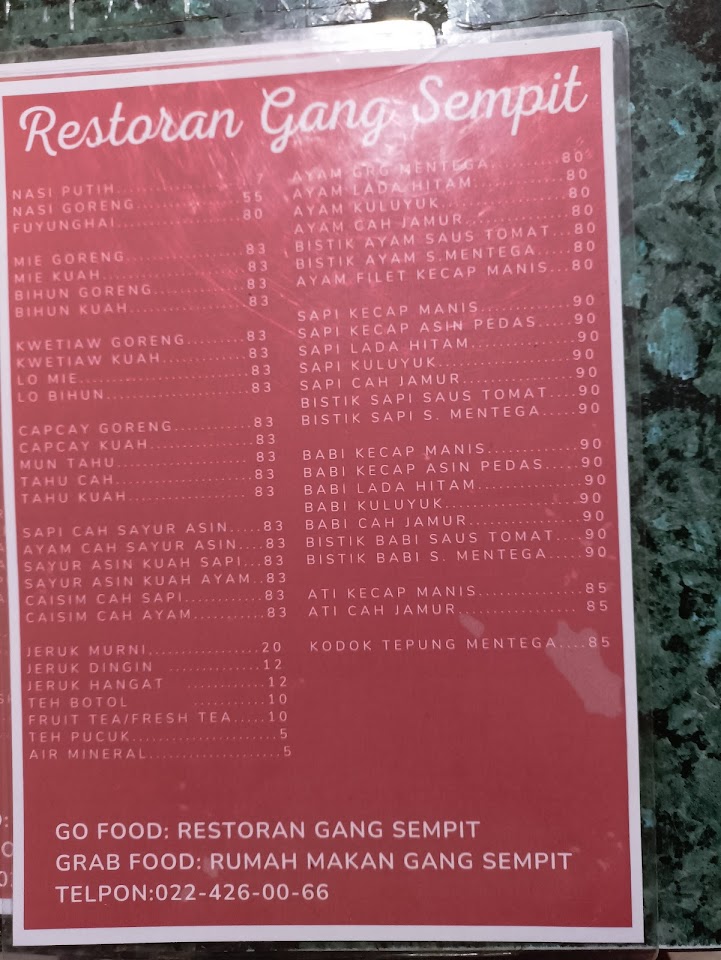 Restoran Gang Sempit
NASI PUTIH....................7
NASI GORENG................55
FUYUNGHAI...................80
MIE GORENG..................83
MIE KUAH......................83
BIHUN GORENG..............83
BIHUN KUAH..................83
KWETIAW GORENG........83
KWETIAW KUAH............83
LO MIE..........................83
LO BIHUN......................83
CAPCAY GORENG...........83
CAPCAY KUAH...............83
MUN TAHU....................83
TAHU CAH....................83
TAHU KUAH..................83
SAPI CAH SAYUR ASIN.....83
AYAM CAH SAYUR ASIN....83
SAYUR ASIN KUAH SAPI...83
SAYUR ASIN KUAH AYAM..83
CAISIM CAH SAPI...........83
CAISIM CAH AYAM..........83
JERUK MURNI.................20
JERUK DINGIN ..............12
JERUK HANGAT ............12
TEH BOTOL ............10
FRUIT TEA/FRESH TEA.....10
TEH PUCUK....................5
AIR MINERAL....................5
AYAM GRG MENTEGA..........80
AYAM LADA HITAM............80
AYAM KULUYUK................80
AYAM CAH JAMUR.............80
BISTIK AYAM SAUS TOMAT...80
BISTIK AYAM S.MENTEGA.....80
AYAM FILET KECAP MANIS...80
SAPI KECAP MANIS............90
SAPI KECAP ASIN PEDAS.....90
SAPI LADA HITAM..............90
SAPI KULUYUK.................90
SAPI CAH JAMUR..............90
BISTIK SAPI SAUS TOMAT....90
BISTIK SAPI S. MENTEGA.....90
BABI KECAP MANIS............90
BABI KECAP ASIN PEDAS.....90
BABI LADA HITAM..............90
BABI KULUYUK.................90
BABI CAH JAMUR..............90
BISTIK BABI SAUS TOMAT....90
BISTIK BABI S. MENTEGA.....90
ATI KECAP MANIS..............85
ATI CAH JAMUR................ 85
KODOK TEPUNG MENTEGA....85
GO FOOD: RESTORAN GANG SEMPIT
GRAB FOOD: RUMAH MAKAN GANG SEMPIT
TELPON:022-426-00-66